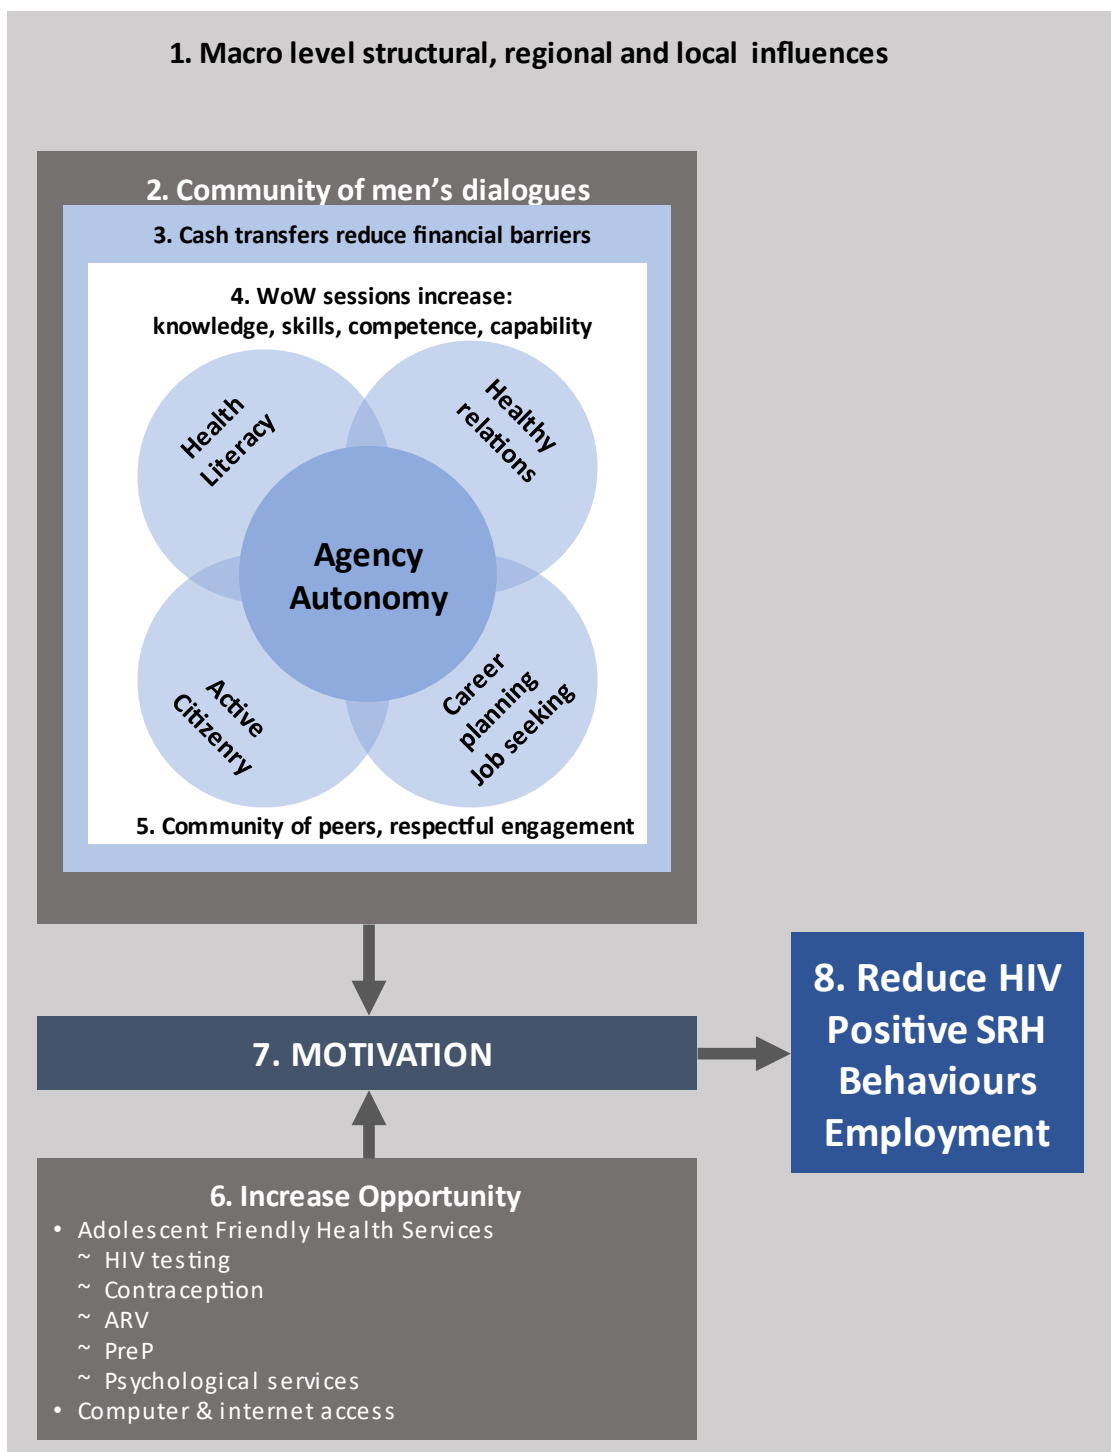 1. Macro level structural, regional and local influences
2. Community of men’s dialogues
3. Cash transfers reduce financial barriers
4. WoW sessions increase:
knowledge, skills, competence, capability
Health
Literacy
Healthy
relations
Agency
Autonomy
Active
Citizenry
Career
planning
Job seeking
5. Community of peers, respectful engagement
7. MOTIVATION
8. Reduce HIV
Positive SRH
Behaviours
Employment
6. Increase Opportunity
• Adolescent Friendly Health Services
~ HIV testing
~ Contraception
~ ARV
~ PreP
~ Psychological services
• Computer & internet access